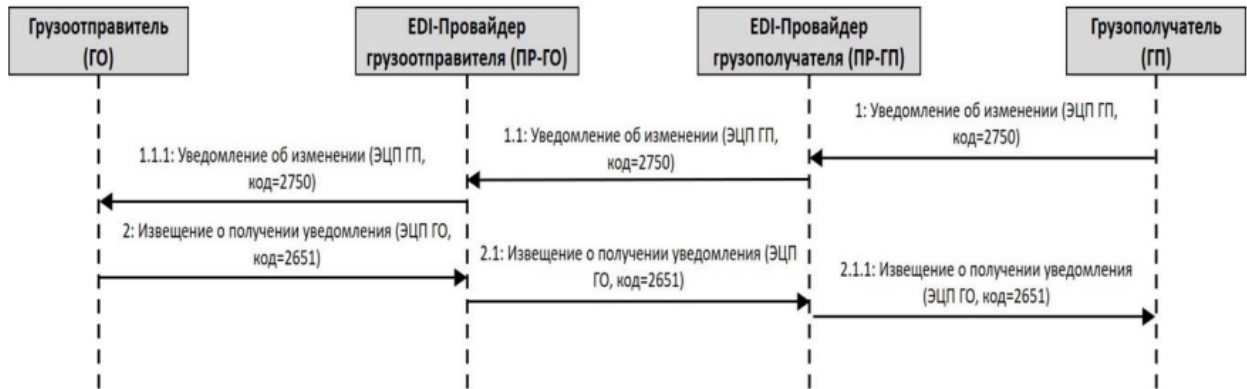 Грузоотправитель
(ГО)
EDI-Провайдер
грузоотправителя (ПР-ГО)
EDI-Провайдер
грузополучателя (ПР-ГП)
Грузополучатель
(ГП)
1: Уведомление об изменении (ЭЦП ГП,
код=2750)
1.1: Уведомление об изменении (ЭЦП ГП,
код=2750)
1.1.1: Уведомление об изменении (ЭЦП ГП,
код=2750)
2: Извещение о получении уведомления (ЭЦП ГО,
код=2651)
2.1: Извещение о получении уведомления (ЭЦП
ГО, код=2651)
2.1.1: Извещение о получении уведомления
(ЭЦП ГО, код=2651)